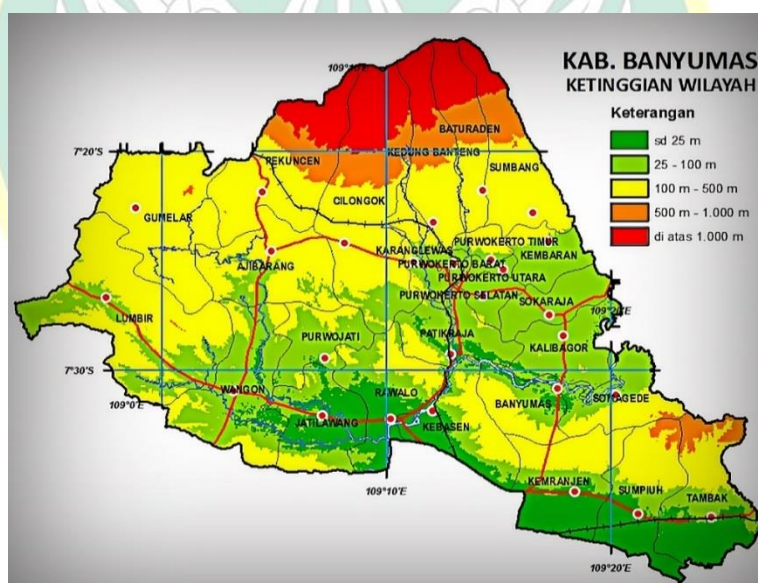 KAB. BANYUMAS
KETINGGIAN WILAYAH
Keterangan
sd 25 m
25 - 100 m
100 m - 500 m
500 m - 1.000 m
di atas 1.000 m
BATURADEN
7°20'S
KEDUNG BANTENG
PEKUNCEN
SUMBANG
CILONGOK
GUMELAR
PURWOKERTO TIMUR
KARANGLEWAS
KEMBARAN
PURWOKERTO BARAT
AJIBARANG
PURWOKERTO UTARA
PURWOKERTO SELATAN
SOKARAJA
LUMBIR
PATIKRAJA
PURWOJATI
KALIBAGOR
7°30'S
WANGON
RAWALO
109°0'E
BANYUMAS
JATILAWANG
KEBASEN
KEMRANJEN
109°10'E
SUMPIUH
TAMBAK
109°20'E